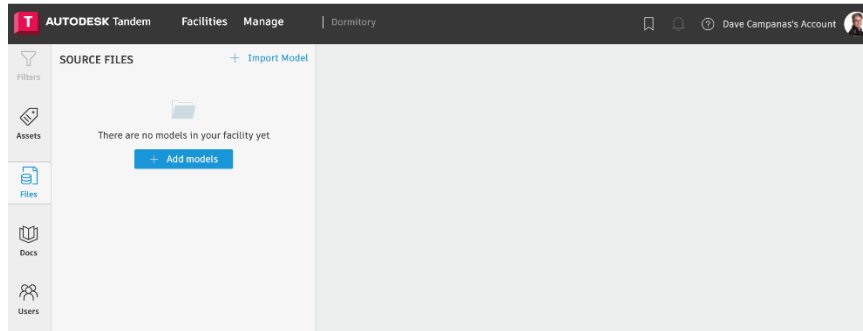 T AUTODESK Tandem Facilities Manage | Dormitory Dave Campanas's Account
Filters
SOURCE FILES + Import Model
Assets
There are no models in your facility yet
+ Add models
Files
Docs
Users